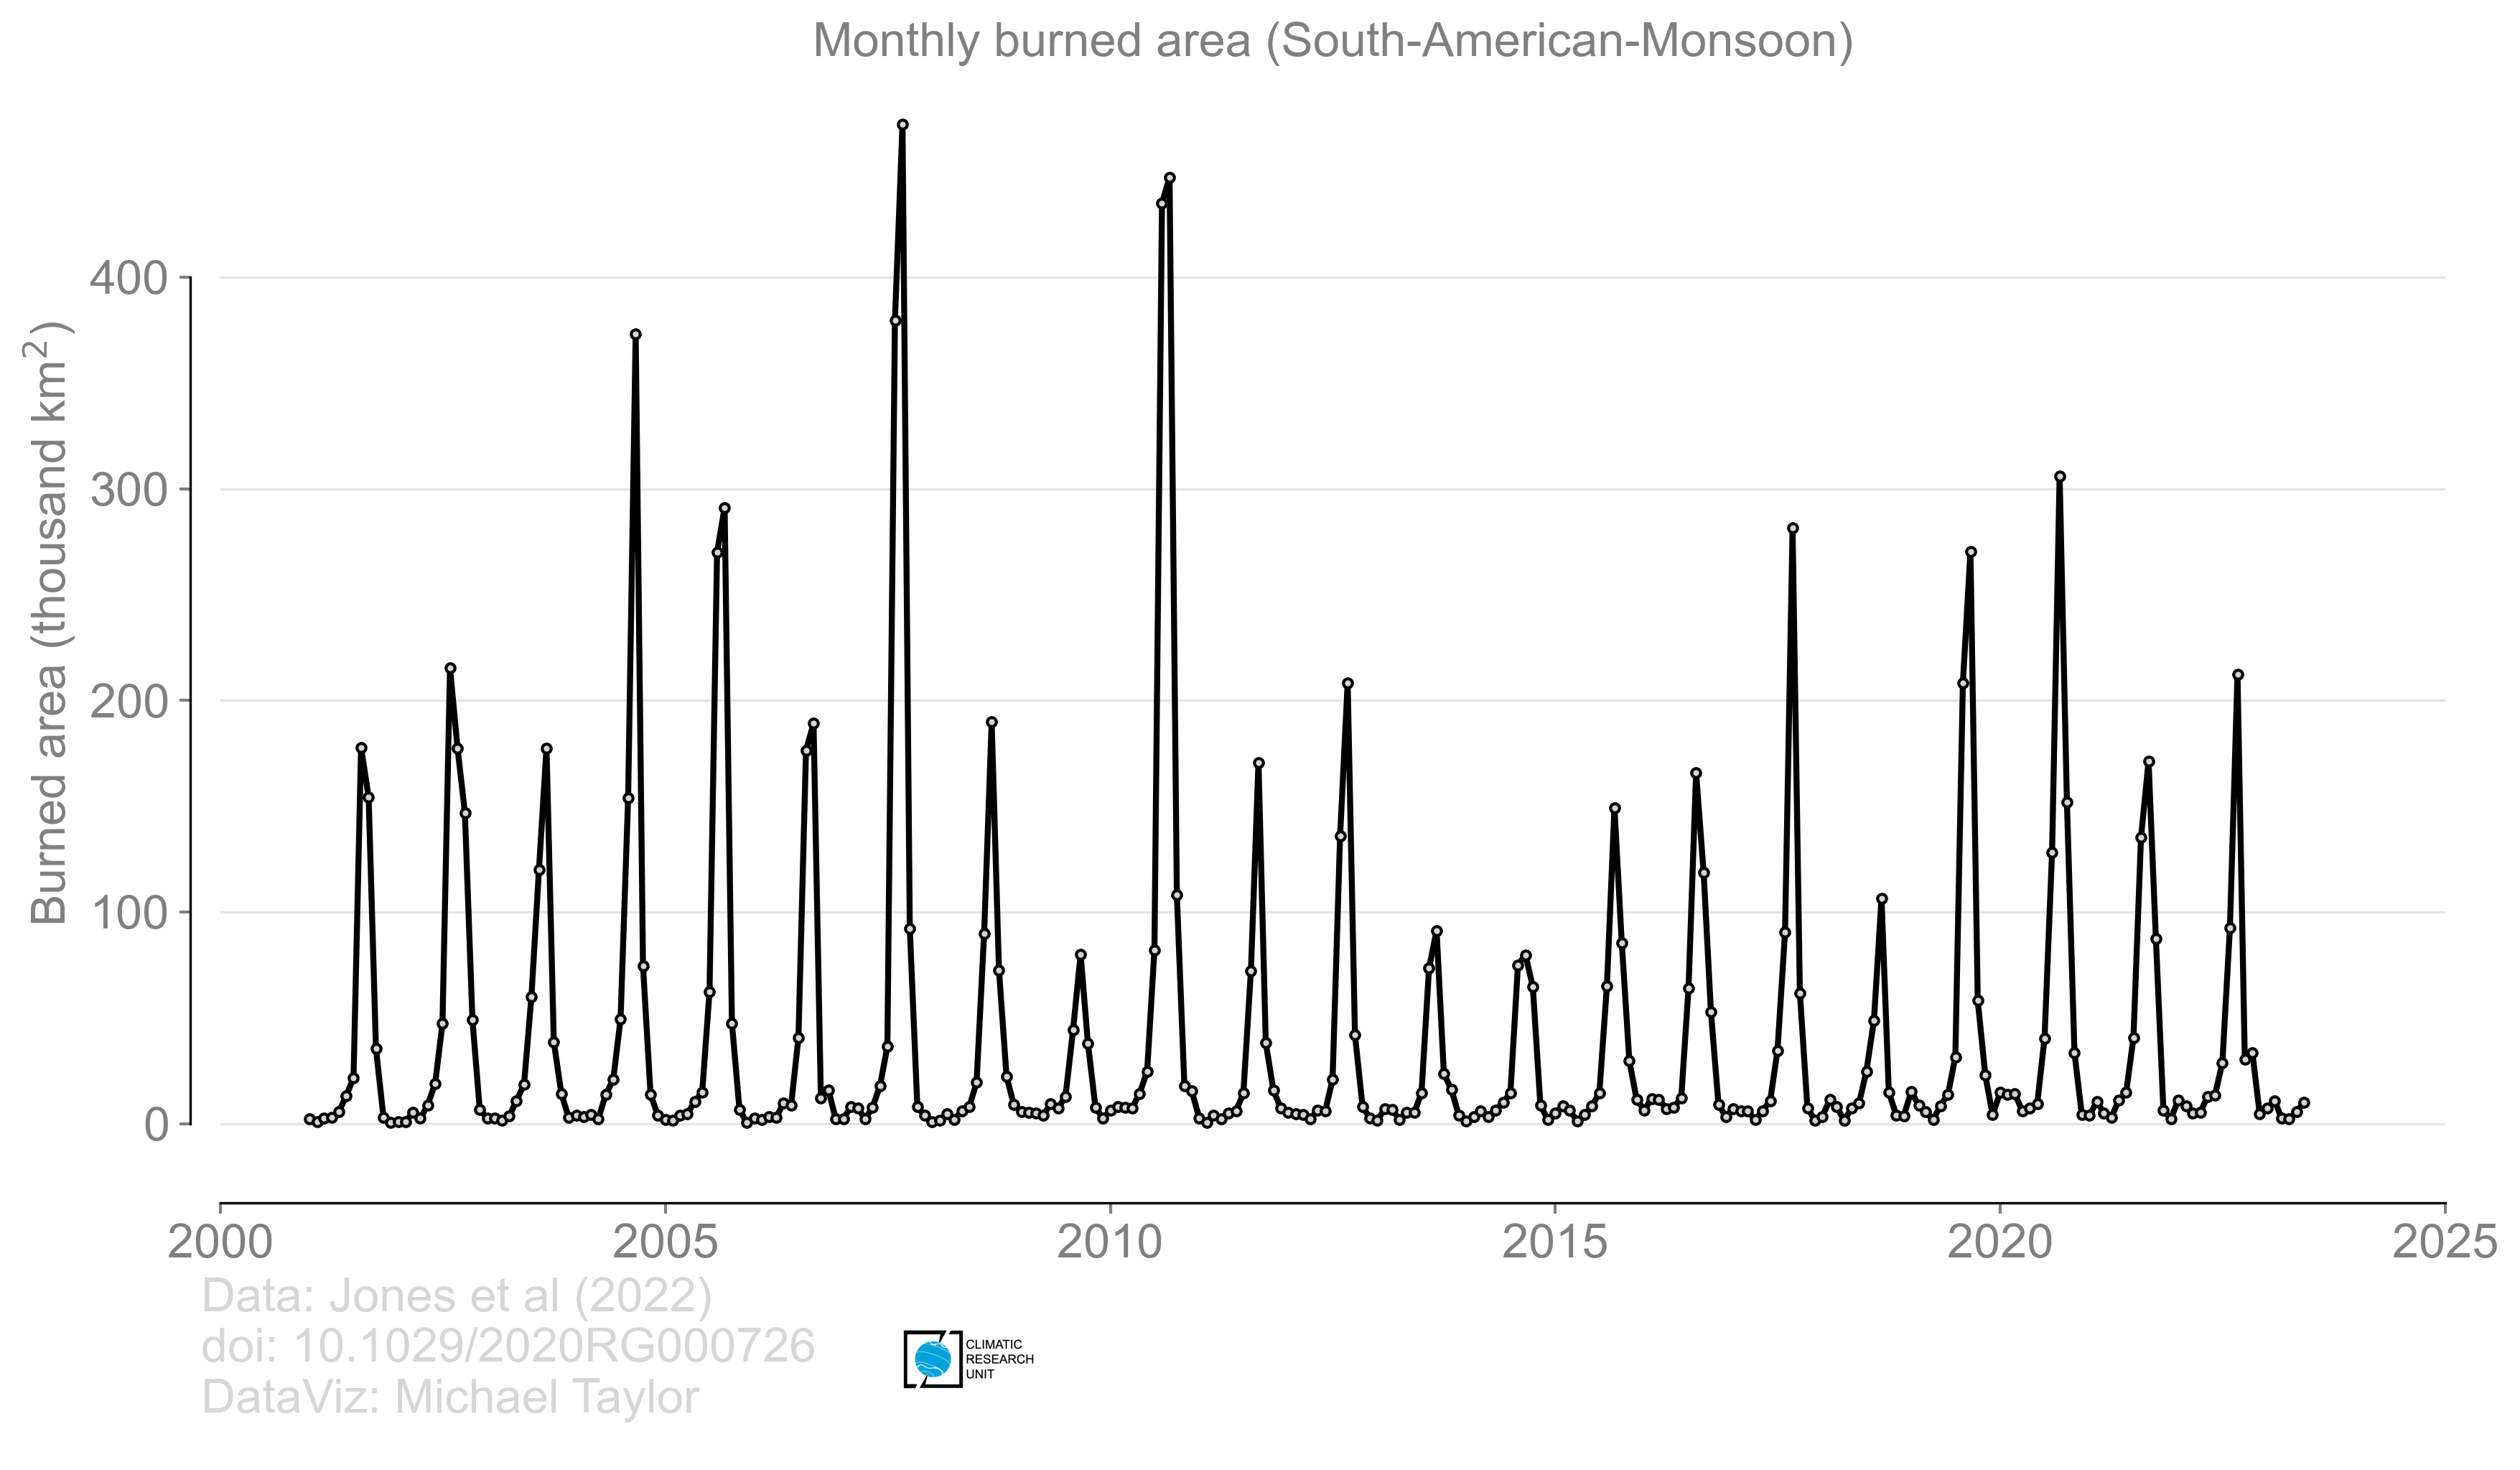 Monthly burned area (South-American-Monsoon)
Burned area (thousand km²)
400
300
200
100
0
2000 2005 2010 2015 2020 2025
Data: Jones et al (2022)
doi: 10.1029/2020RG000726
DataViz: Michael Taylor
CLIMATIC
RESEARCH
UNIT